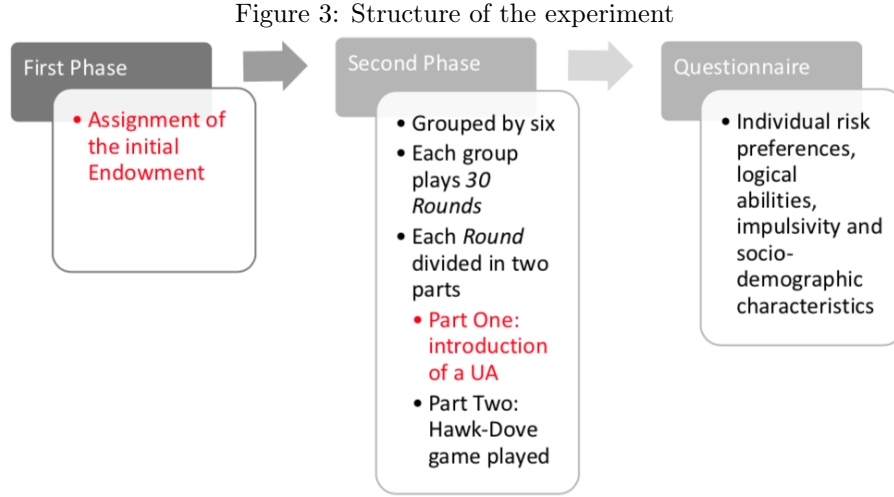 Figure 3: Structure of the experiment
First Phase
• Assignment of
the initial
Endowment
Second Phase
• Grouped by six
• Each group
plays 30
Rounds
• Each Round
divided in two
parts
• Part One:
introduction
of a UA
• Part Two:
Hawk-Dove
game played
Questionnaire
• Individual risk
preferences,
logical
abilities,
impulsivity and
socio-
demographic
characteristics